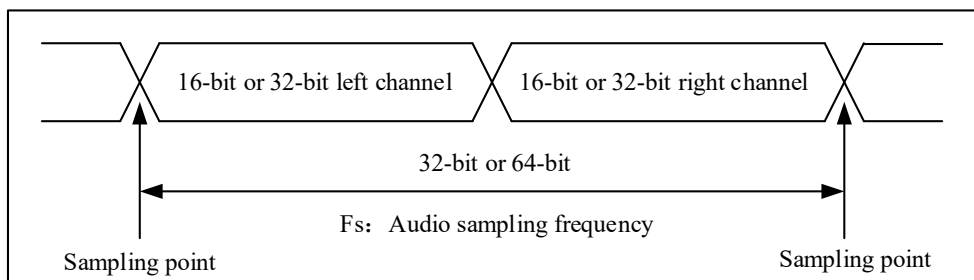 16-bit or 32-bit left channel 16-bit or 32-bit right channel
32-bit or 64-bit
Fs：Audio sampling frequency
Sampling point Sampling point